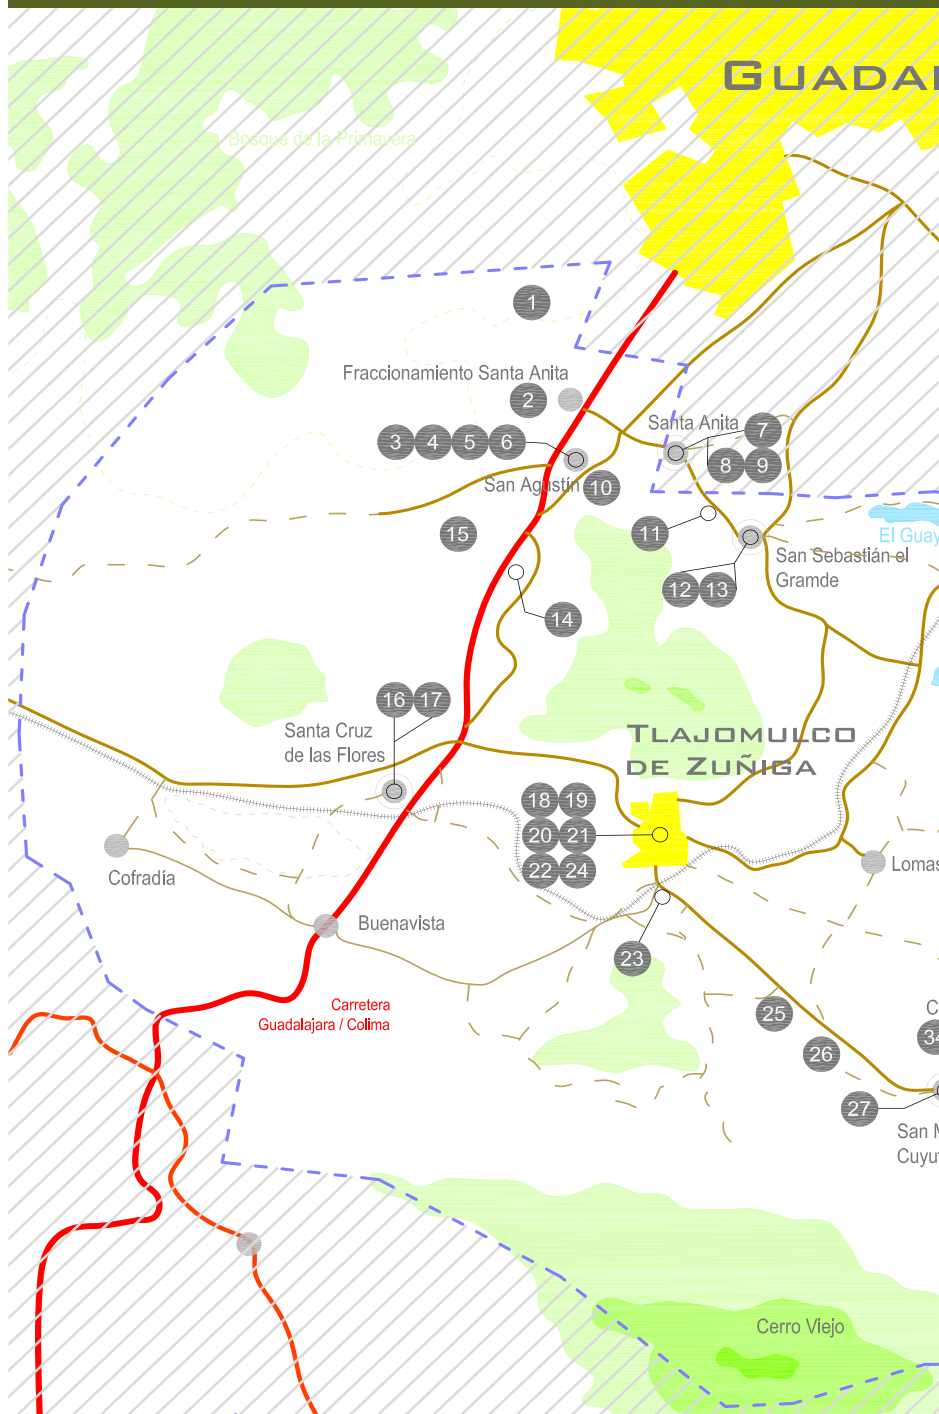 GUADAL
Bosque de la Primavera
1
Fraccionamiento Santa Anita
2
Santa Anita
7
3 4 5 6
8 9
San Agustín
10
15
11
El Guay
San Sebastián el
Gramde
12 13
14
16 17
Santa Cruz
de las Flores
TLAJOMULCO
DE ZUÑIGA
18 19
20 21
22 24
Lomas
Cofradía
Buenavista
23
Carretera
Guadalajara / Colima
25
C
34
26
27
San M
Cuyu
Cerro Viejo